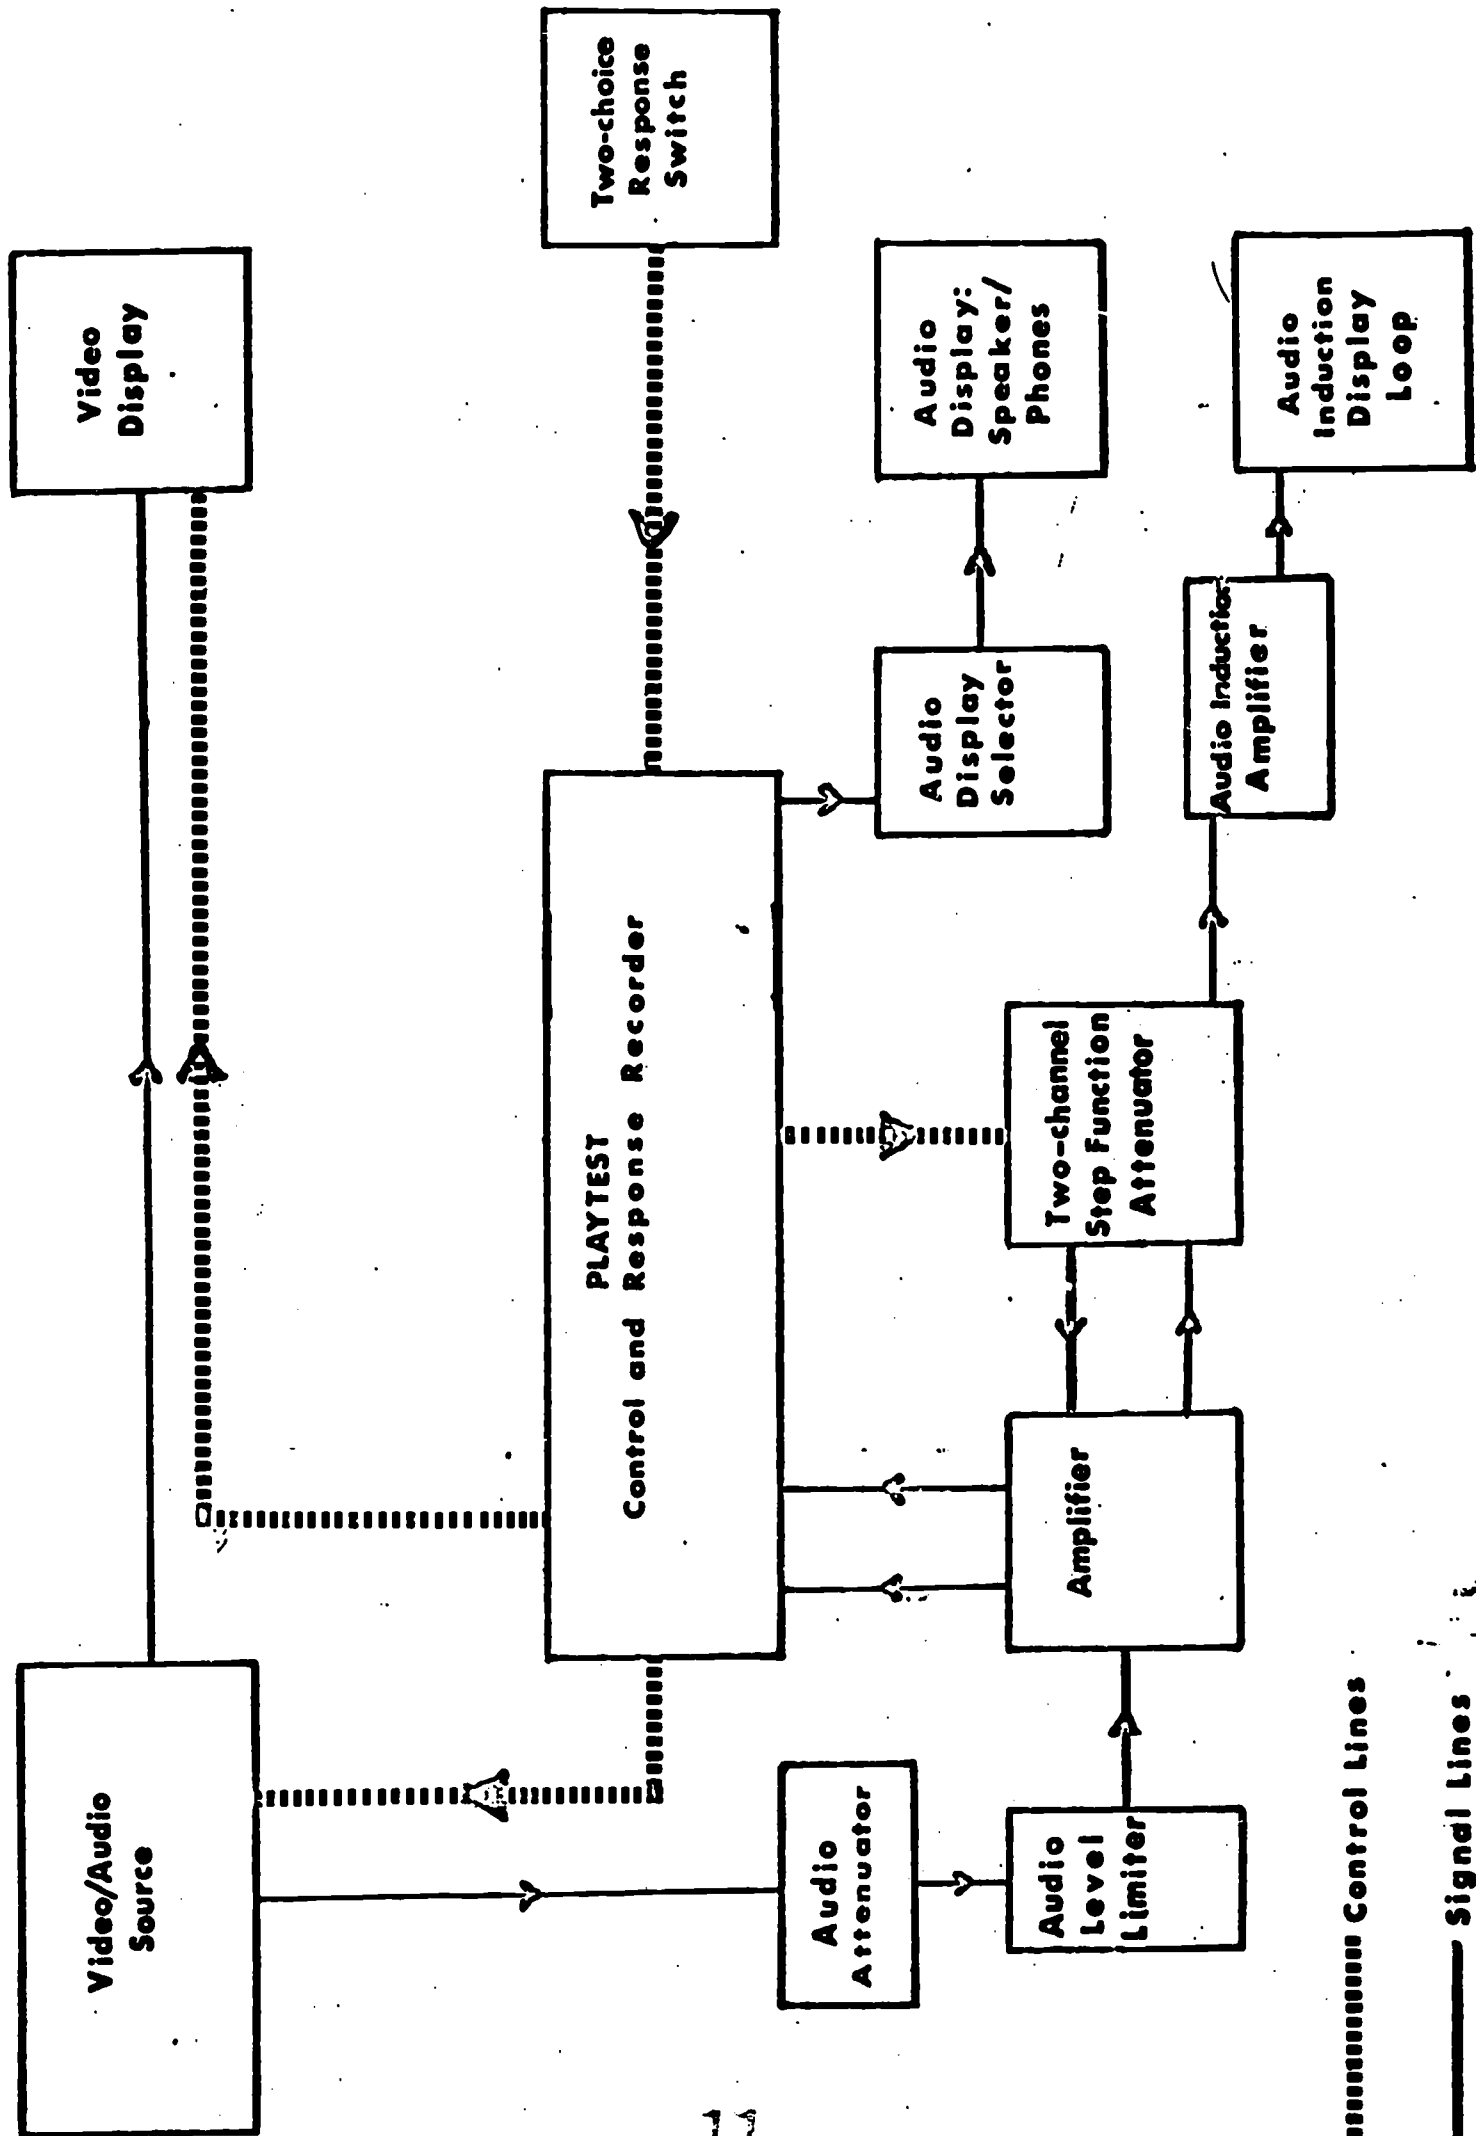 Video/Audio
Source
Video
Display
Two-choice
Response
Switch
PLAYTEST
Control and Response Recorder
Audio
Attenuator
Audio
Level
Limiter
Amplifier
Two-channel
Step Function
Attenuator
Audio
Display
Selector
Audio
Display:
Speaker/
Phones
Audio Induction
Amplifier
Audio
Induction
Display
Loop
Control Lines
Signal Lines